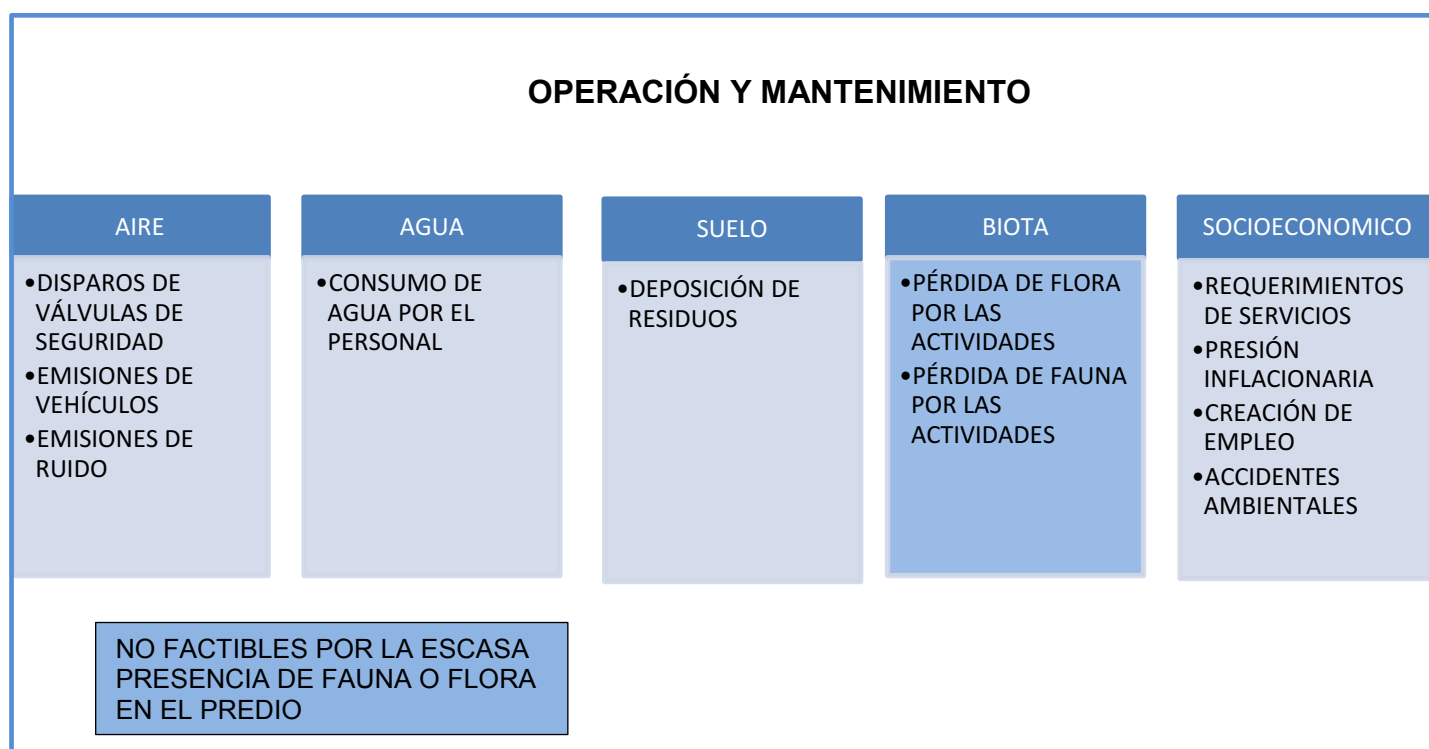 OPERACIÓN Y MANTENIMIENTO
AIRE
•DISPAROS DE
VÁLVULAS DE
SEGURIDAD
•EMISIONES DE
VEHÍCULOS
•EMISIONES DE
RUIDO
AGUA
•CONSUMO DE
AGUA POR EL
PERSONAL
SUELO
•DEPOSICIÓN DE
RESIDUOS
BIOTA
•PÉRDIDA DE FLORA
POR LAS
ACTIVIDADES
•PÉRDIDA DE FAUNA
POR LAS
ACTIVIDADES
SOCIOECONOMICO
•REQUERIMIENTOS
DE SERVICIOS
•PRESIÓN
INFLACIONARIA
•CREACIÓN DE
EMPLEO
•ACCIDENTES
AMBIENTALES
NO FACTIBLES POR LA ESCASA
PRESENCIA DE FAUNA O FLORA
EN EL PREDIO